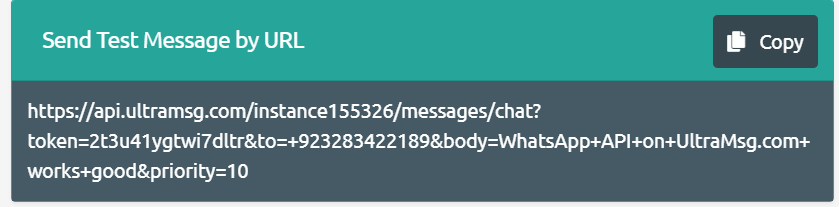 Send Test Message by URL
Copy
https://api.ultramsg.com/instance155326/messages/chat?
token=2t3u41ygtwi7dltr&to=+923283422189&body=WhatsApp+API+on+UltraMsg.com+
works+good&priority=10